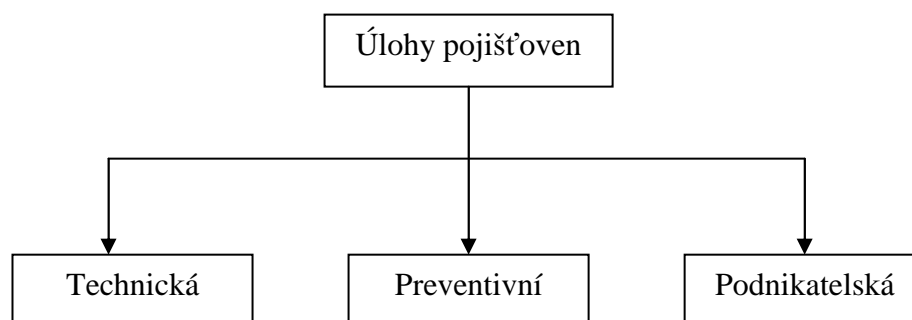 Úlohy pojišťoven
Technická
Preventivní
Podnikatelská